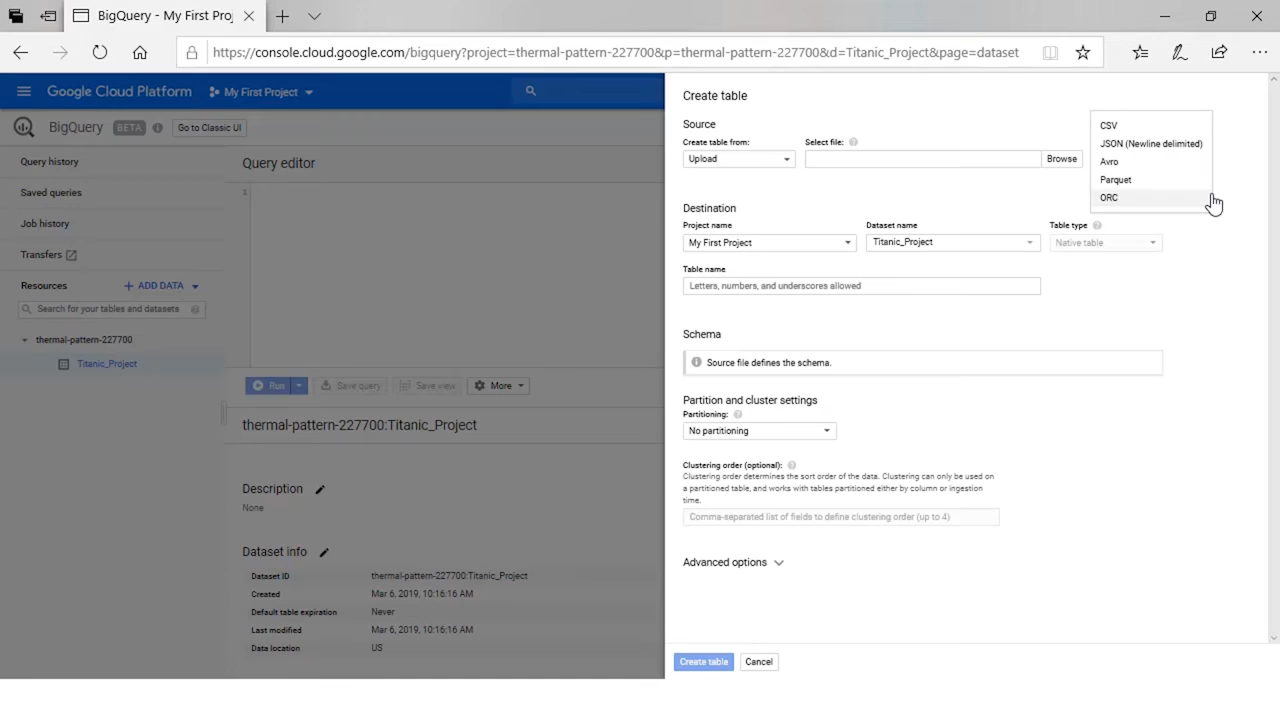 BigQuery - My First Proj
https://console.cloud.google.com/bigquery?project=thermal-pattern-227700&p=thermal-pattern-227700&d=Titanic_Project&page=dataset
Google Cloud Platform
My First Project
BigQuery
BETA
Go to Classic UI
Query history
Saved queries
Job history
Transfers
Resources
ADD DATA
Search for your tables and datasets
thermal-pattern-227700
Titanic_Project
Query editor
1
Run
Save query
Save view
More
thermal-pattern-227700:Titanic_Project
Description
None
Dataset info
Dataset ID thermal-pattern-227700:Titanic_Project
Created Mar 6, 2019, 10:16:16 AM
Default table expiration Never
Last modified Mar 6, 2019, 10:16:16 AM
Data location US
Create table
Source
Create table from:
Select file:
Upload
Browse
CSV
JSON (Newline delimited)
Avro
Parquet
ORC
Destination
Project name
Dataset name
Table type
My First Project
Titanic_Project
Native table
Table name
Letters, numbers, and underscores allowed
Schema
Source file defines the schema.
Partition and cluster settings
Partitioning:
No partitioning
Clustering order (optional):
Clustering order determines the sort order of the data. Clustering can only be used on
a partitioned table, and works with tables partitioned either by column or ingestion
time.
Comma-separated list of fields to define clustering order (up to 4)
Advanced options
Create table
Cancel